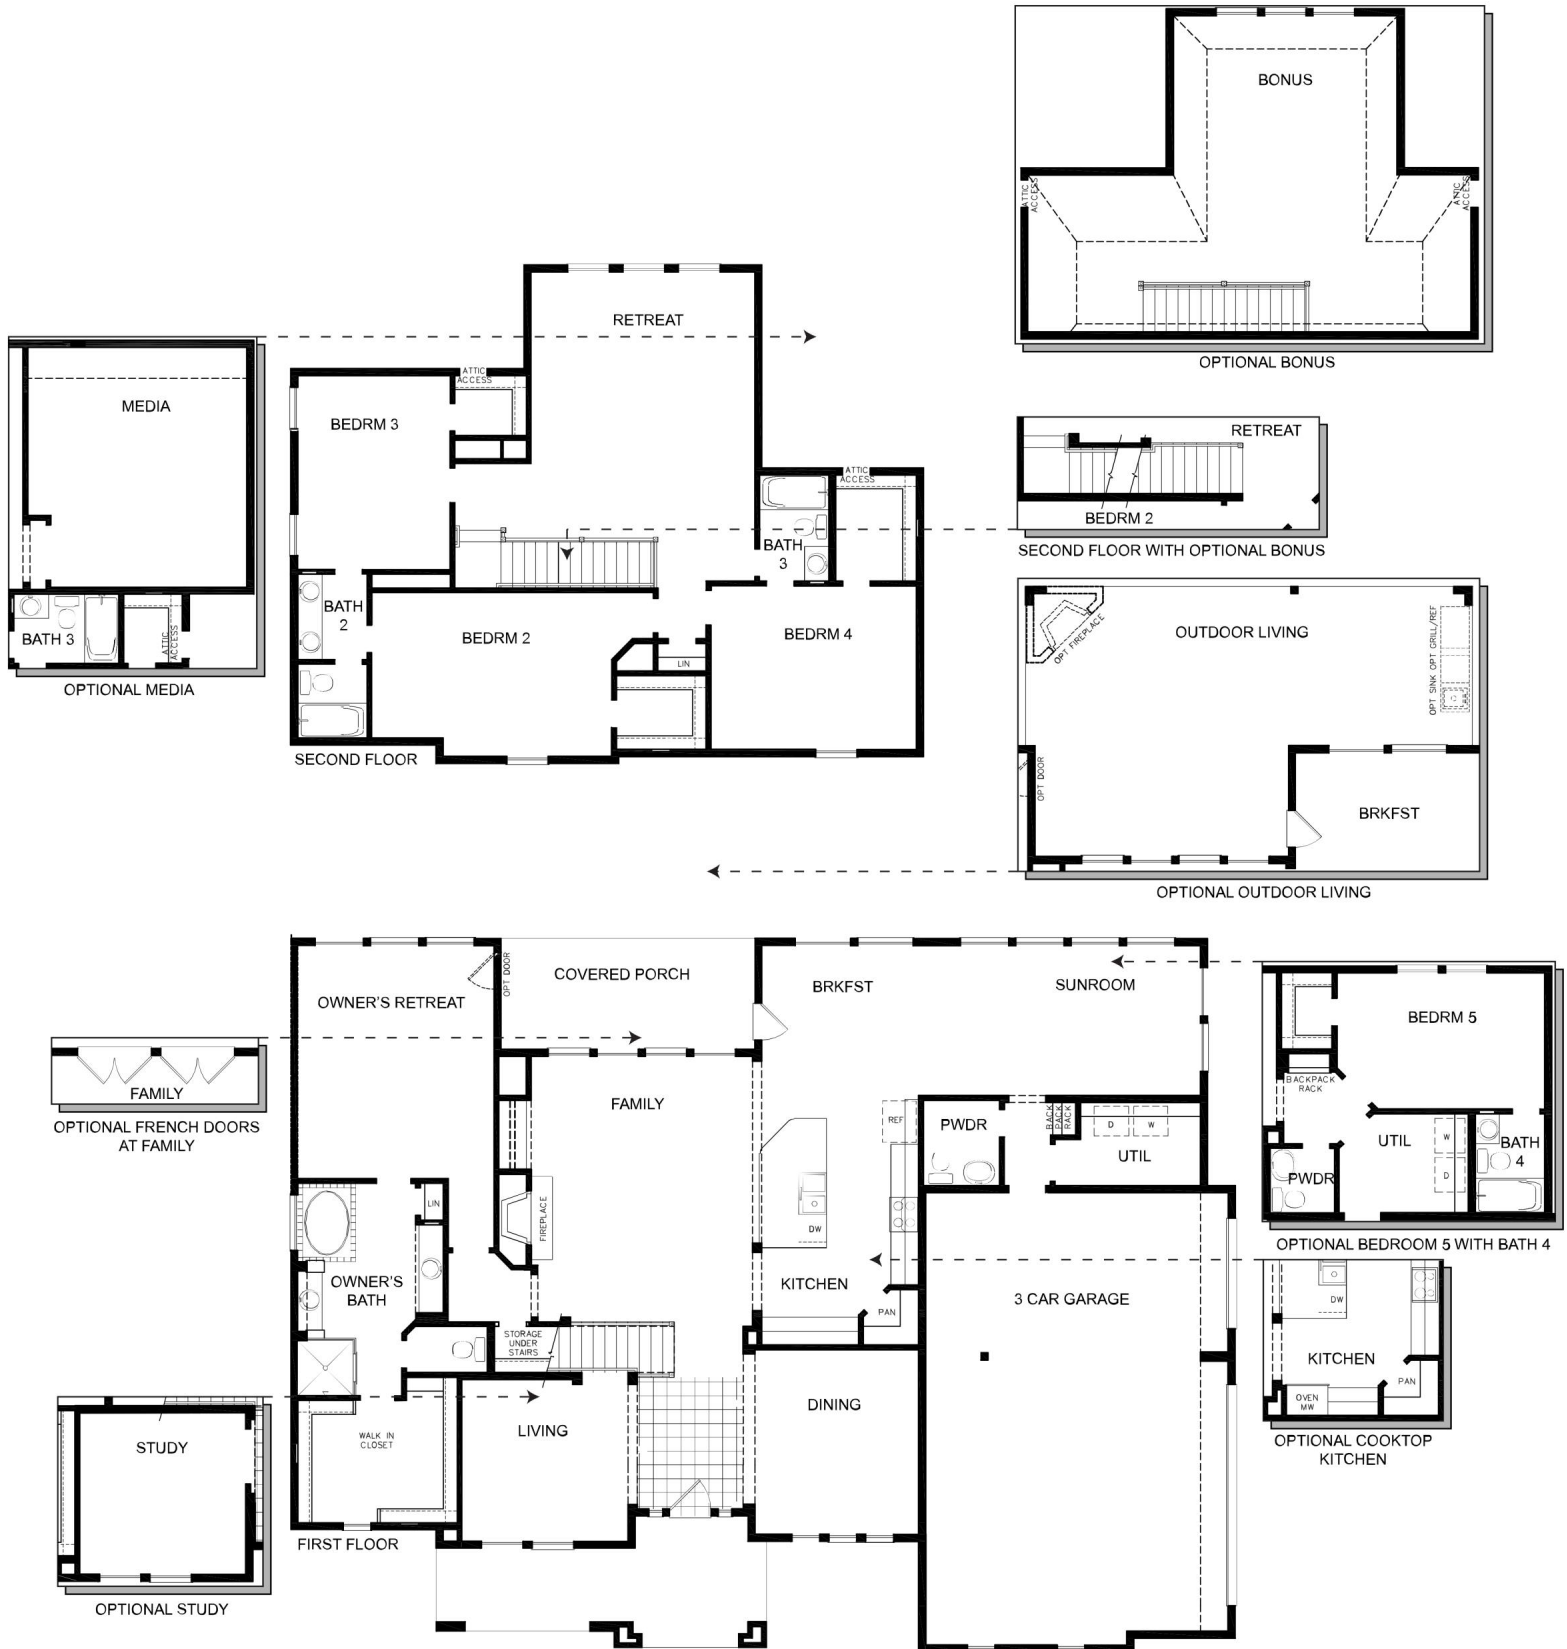 BONUS
ATTIC
ACCESS
ATTIC
ACCESS
OPTIONAL BONUS
RETREAT
ATTIC
ACCESS
BEDRM 3
ATTIC
ACCESS
BATH
3
BATH
2
BEDRM 2
BEDRM 4
LIN
SECOND FLOOR
MEDIA
BATH 3
ATTIC
ACCESS
OPTIONAL MEDIA
RETREAT
BEDRM 2
SECOND FLOOR WITH OPTIONAL BONUS
OPT FIREPLACE
OUTDOOR LIVING
OPT SINK OPT GRILL/REF
OPT DOOR
BRKFST
OPTIONAL OUTDOOR LIVING
OWNER'S RETREAT
OPT DOOR
COVERED PORCH
BRKFST
SUNROOM
FAMILY
OPTIONAL FRENCH DOORS
AT FAMILY
FAMILY
REF
PWDR
BACK
PACK
RACK
D
W
UTIL
LIN
FIREPLACE
DW
OWNER'S
BATH
KITCHEN
PAN
3 CAR GARAGE
STORAGE
UNDER
STAIRS
WALK IN
CLOSET
LIVING
DINING
FIRST FLOOR
BEDRM 5
BACKPACK
RACK
UTIL
W
D
BATH
4
PWDR
OPTIONAL BEDROOM 5 WITH BATH 4
DW
KITCHEN
PAN
OVEN
MW
OPTIONAL COOKTOP
KITCHEN
STUDY
OPTIONAL STUDY